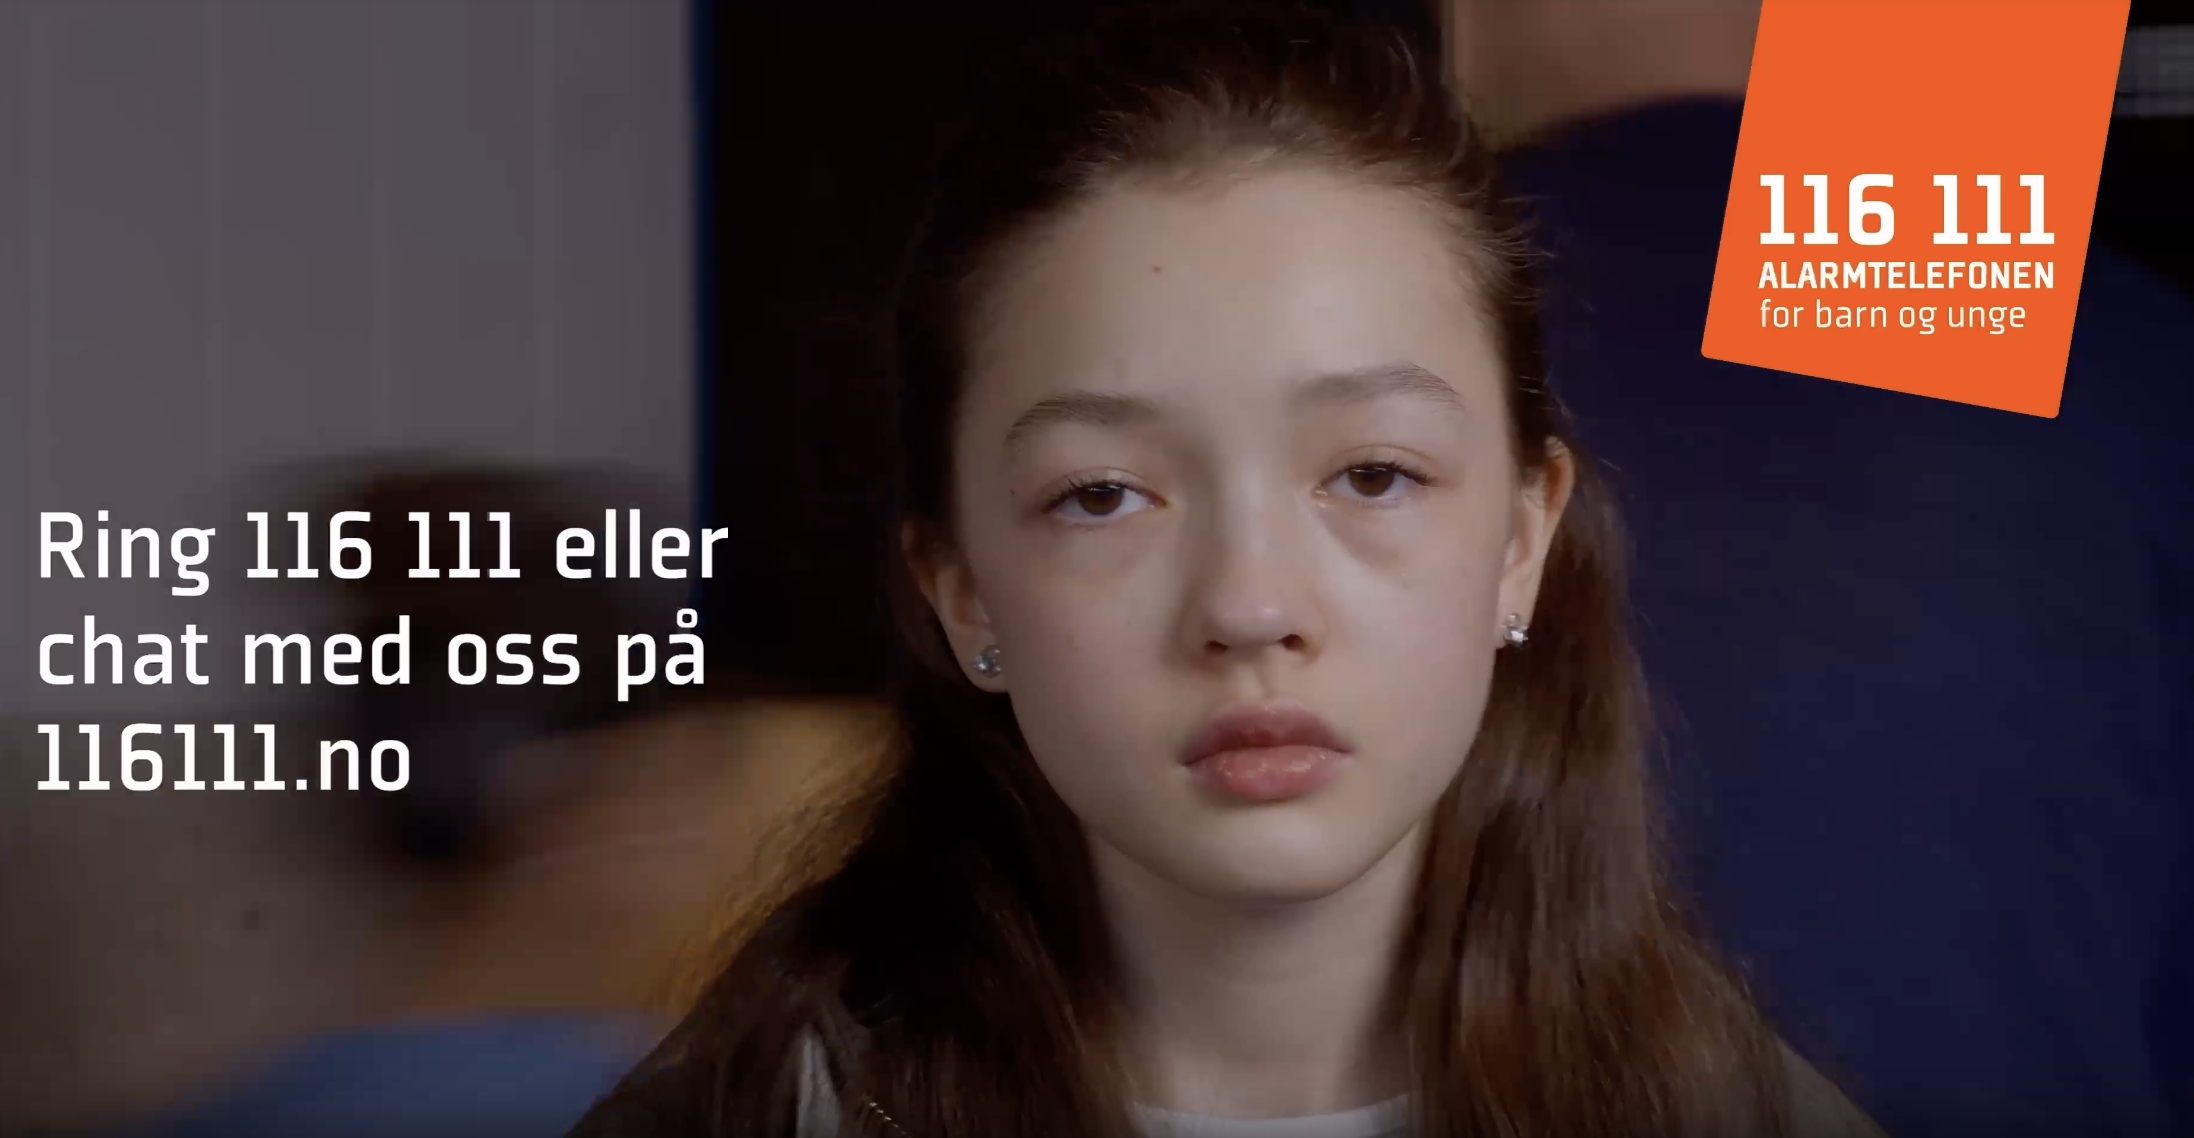 116 111
ALARMTELEFONEN
for barn og unge
Ring 116 111 eller
chat med oss på
116111.no